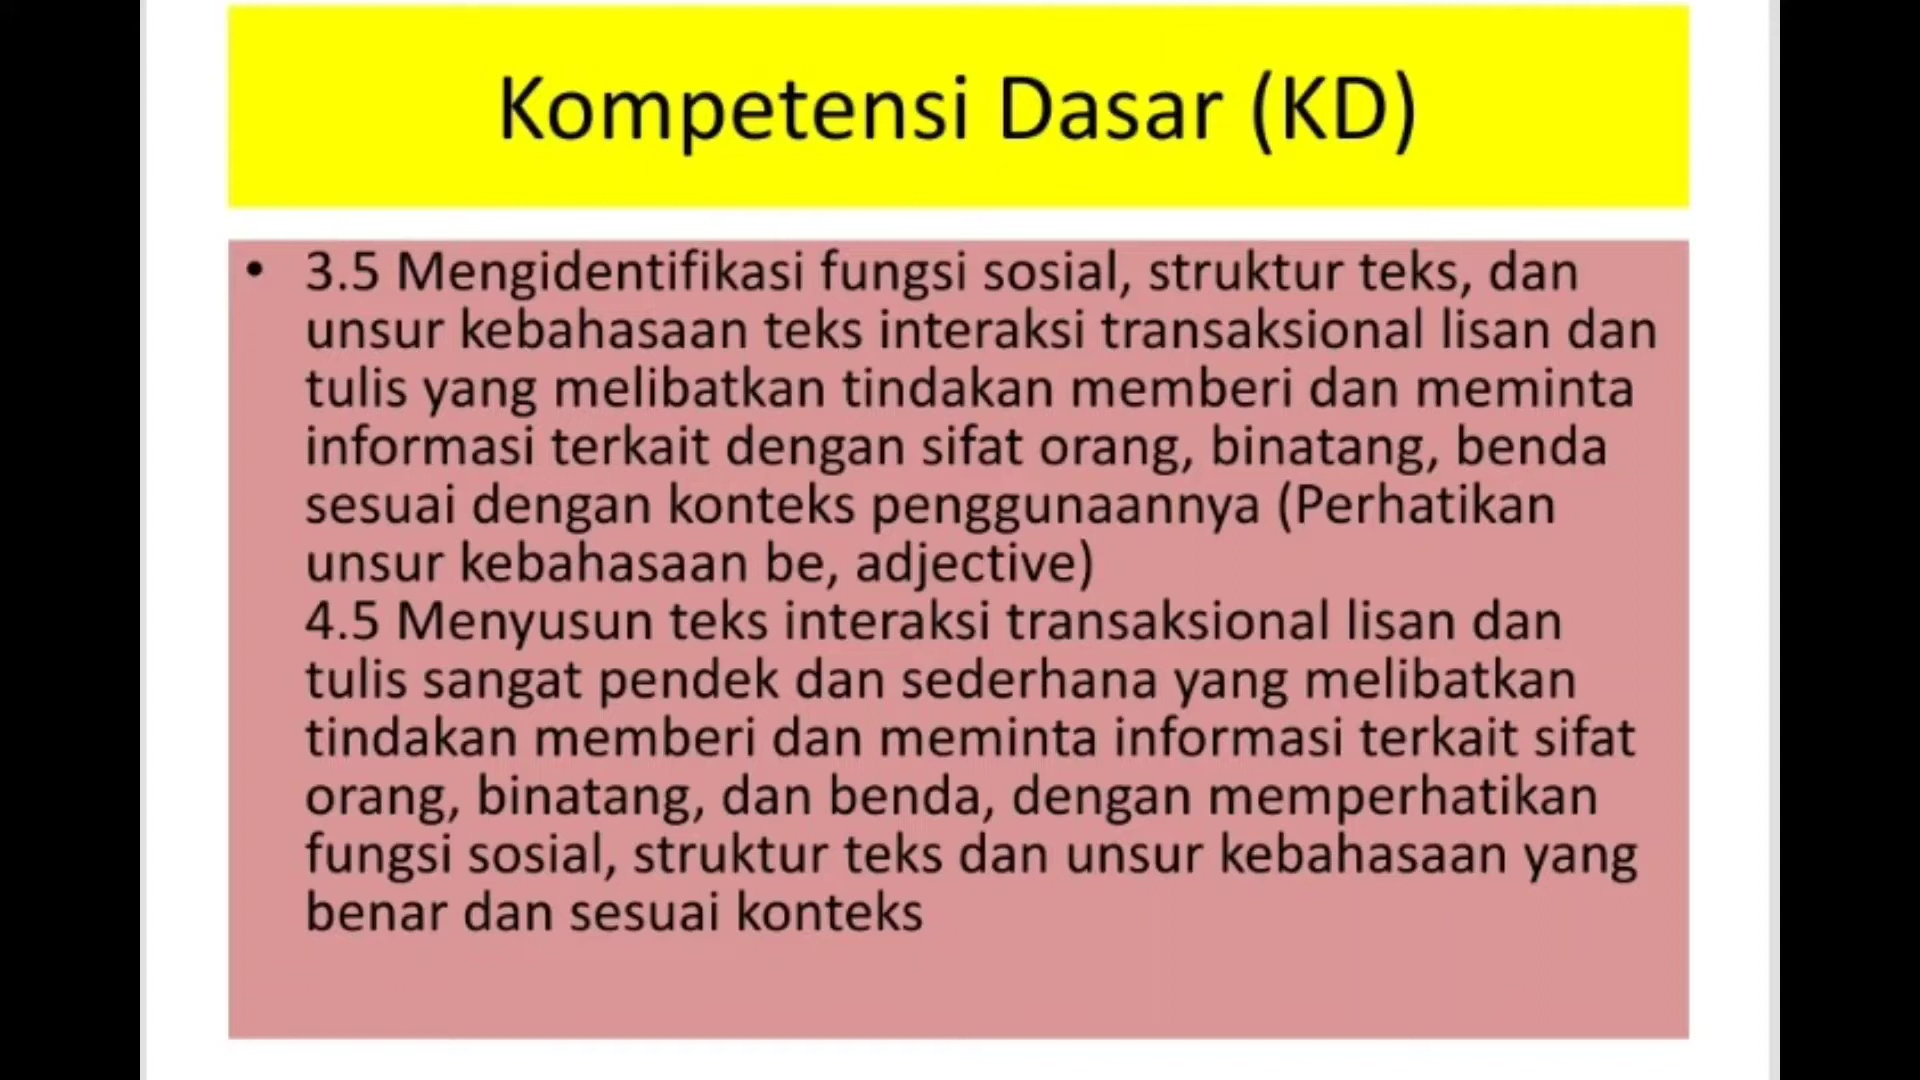 Kompetensi Dasar (KD)
• 3.5 Mengidentifikasi fungsi sosial, struktur teks, dan
unsur kebahasaan teks interaksi transaksional lisan dan
tulis yang melibatkan tindakan memberi dan meminta
informasi terkait dengan sifat orang, binatang, benda
sesuai dengan konteks penggunaannya (Perhatikan
unsur kebahasaan be, adjective)
4.5 Menyusun teks interaksi transaksional lisan dan
tulis sangat pendek dan sederhana yang melibatkan
tindakan memberi dan meminta informasi terkait sifat
orang, binatang, dan benda, dengan memperhatikan
fungsi sosial, struktur teks dan unsur kebahasaan yang
benar dan sesuai konteks